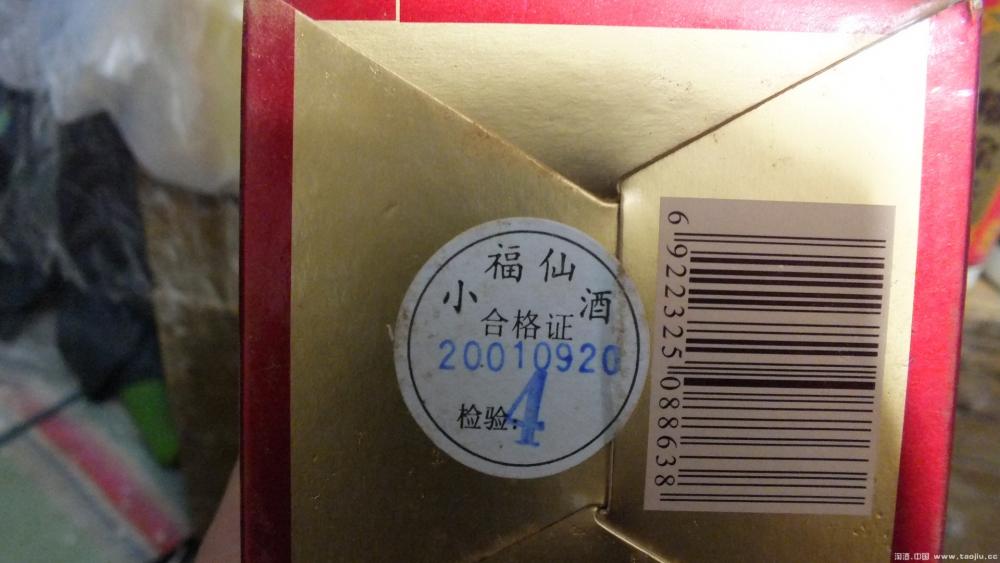 小福仙酒
合格证
20010920
检验:4
6922325088638
淘酒.中国 www.taojiu.cc